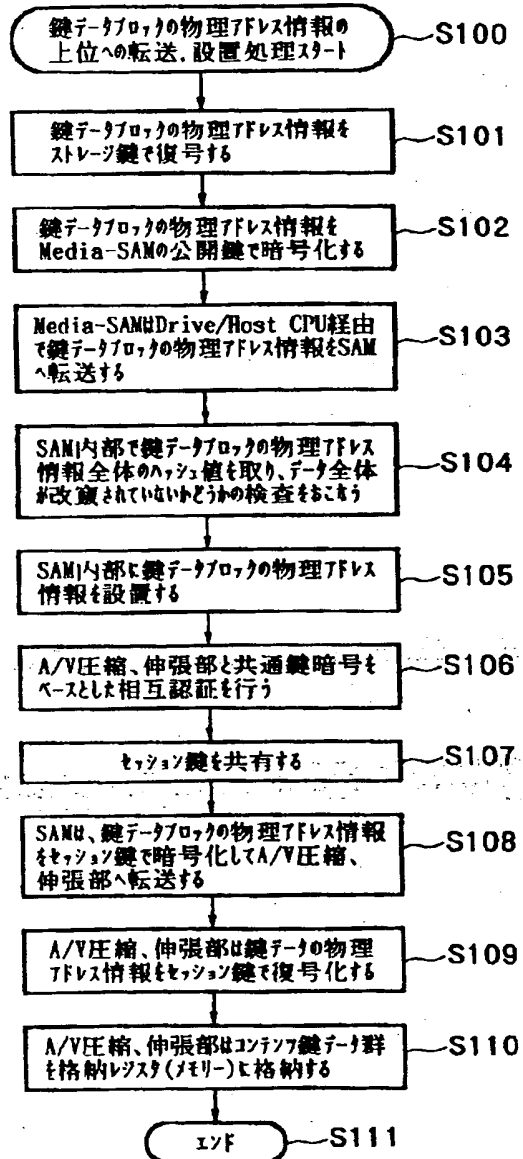 鍵データブロックの物理アドレス情報の
上位への転送、設置処理スタート
S100
鍵データブロックの物理アドレス情報を
ストレージ鍵で復号する
S101
鍵データブロックの物理アドレス情報を
Media-SAMの公開鍵で暗号化する
S102
Media-SAMはDrive/Host CPU経由
で鍵データブロックの物理アドレス情報をSAM
へ転送する
S103
SAM内部で鍵データブロックの物理アドレス
情報全体のハッシュ値を取り、データ全体
が改竄されていないかどうかの検査をおこなう
S104
SAM内部に鍵データブロックの物理アドレス
情報を設置する
S105
A/V圧縮、伸張部と共通鍵暗号を
ベースとした相互認証を行う
S106
セッション鍵を共有する
S107
SAMは、鍵データブロックの物理アドレス情報
をセッション鍵で暗号化してA/V圧縮、
伸張部へ転送する
S108
A/V圧縮、伸張部は鍵データの物理
アドレス情報をセッション鍵で復号化する
S109
A/V圧縮、伸張部はコンテンツ鍵データ群
を格納レジスタ(メモリー)に格納する
S110
エンド
S111